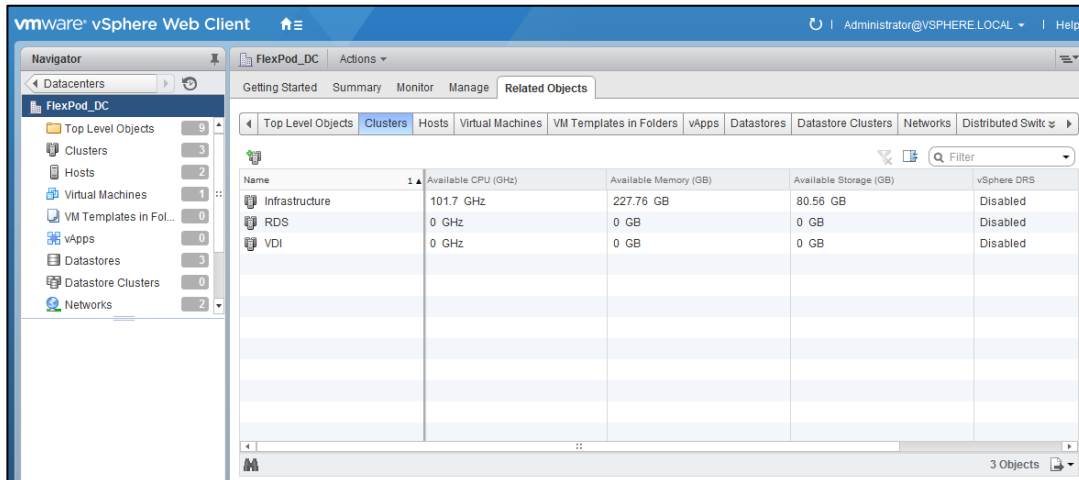 vmware® vSphere Web Client
Administrator@VSPHERE.LOCAL | Help
Navigator
Datacenters
FlexPod_DC
Top Level Objects 9
Clusters 3
Hosts 2
Virtual Machines 1
VM Templates in Fol... 0
vApps 0
Datastores 3
Datastore Clusters 0
Networks 2
FlexPod_DC Actions
Getting Started Summary Monitor Manage Related Objects
Top Level Objects Clusters Hosts Virtual Machines VM Templates in Folders vApps Datastores Datastore Clusters Networks Distributed Switc
Filter
Name 1 Available CPU (GHz) Available Memory (GB) Available Storage (GB) vSphere DRS
Infrastructure 101.7 GHz 227.76 GB 80.56 GB Disabled
RDS 0 GHz 0 GB 0 GB Disabled
VDI 0 GHz 0 GB 0 GB Disabled
3 Objects